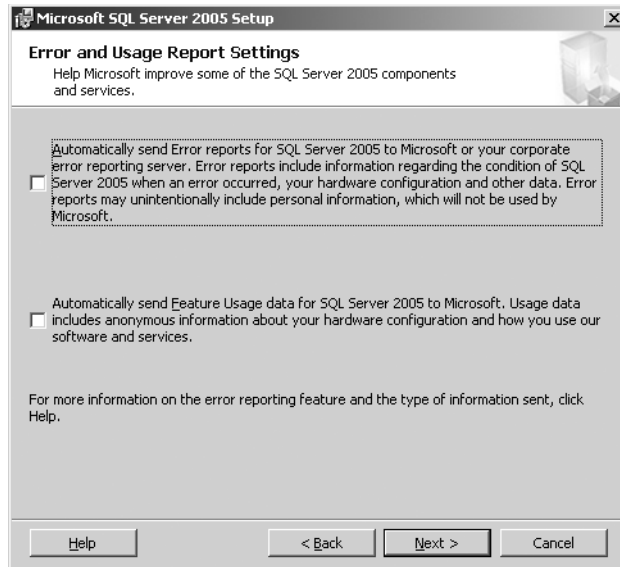 Microsoft SQL Server 2005 Setup
Error and Usage Report Settings
Help Microsoft improve some of the SQL Server 2005 components
and services.
Automatically send Error reports for SQL Server 2005 to Microsoft or your corporate
error reporting server. Error reports include information regarding the condition of SQL
Server 2005 when an error occurred, your hardware configuration and other data. Error
reports may unintentionally include personal information, which will not be used by
Microsoft.
Automatically send Feature Usage data for SQL Server 2005 to Microsoft. Usage data
includes anonymous information about your hardware configuration and how you use our
software and services.
For more information on the error reporting feature and the type of information sent, click
Help.
Help
< Back
Next >
Cancel